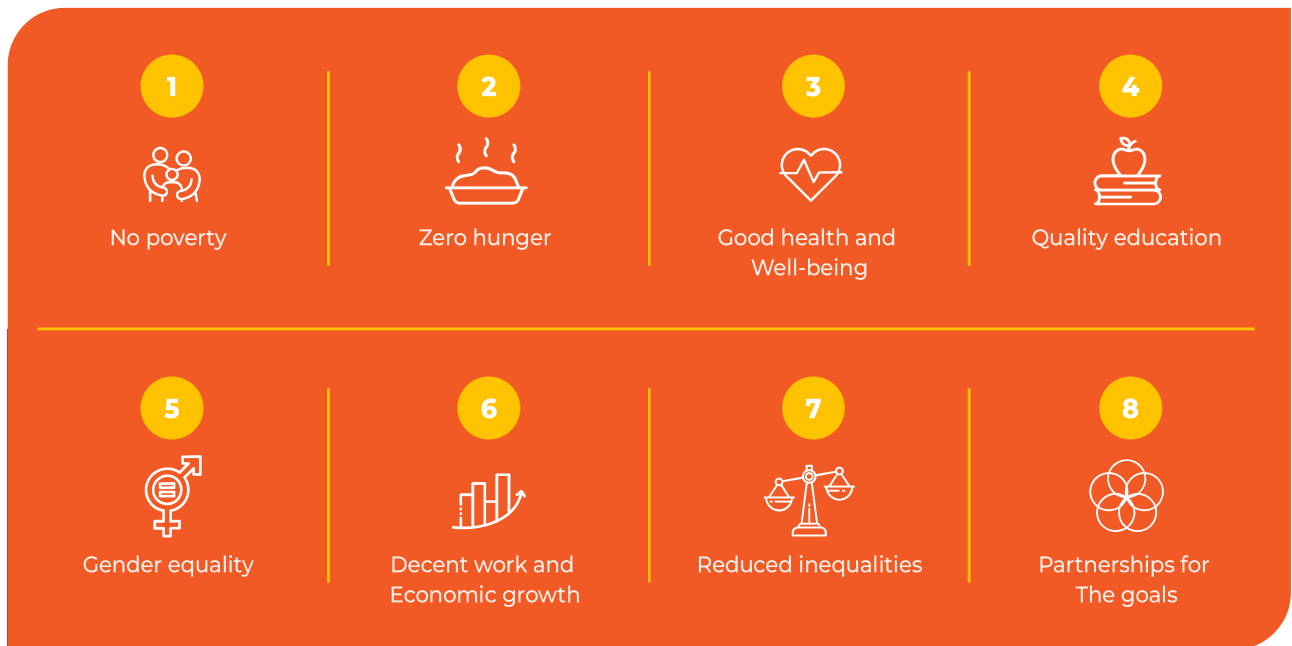 1
No poverty
2
Zero hunger
3
Good health and
Well-being
4
Quality education
5
Gender equality
6
Decent work and
Economic growth
7
Reduced inequalities
8
Partnerships for
The goals